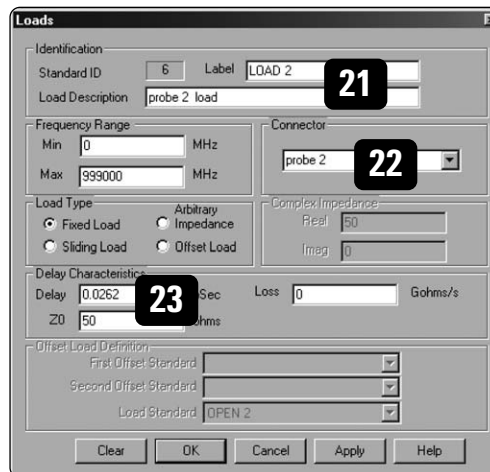 Loads
Identification
Standard ID 6 Label LOAD 2
Load Description probe 2 load
21
Frequency Range
Min 0 MHz
Max 999000 MHz
Connector
probe 2
22
Load Type
Fixed Load
Arbitrary Impedance
Sliding Load
Offset Load
Complex Impedance
Real 50
Imag 0
Delay Characteristics
Delay 0.0262 Sec Loss 0 Gohms/s
Z0 50 ohms
23
Offset Load Definition
First Offset Standard
Second Offset Standard
Load Standard OPEN 2
Clear OK Cancel Apply Help